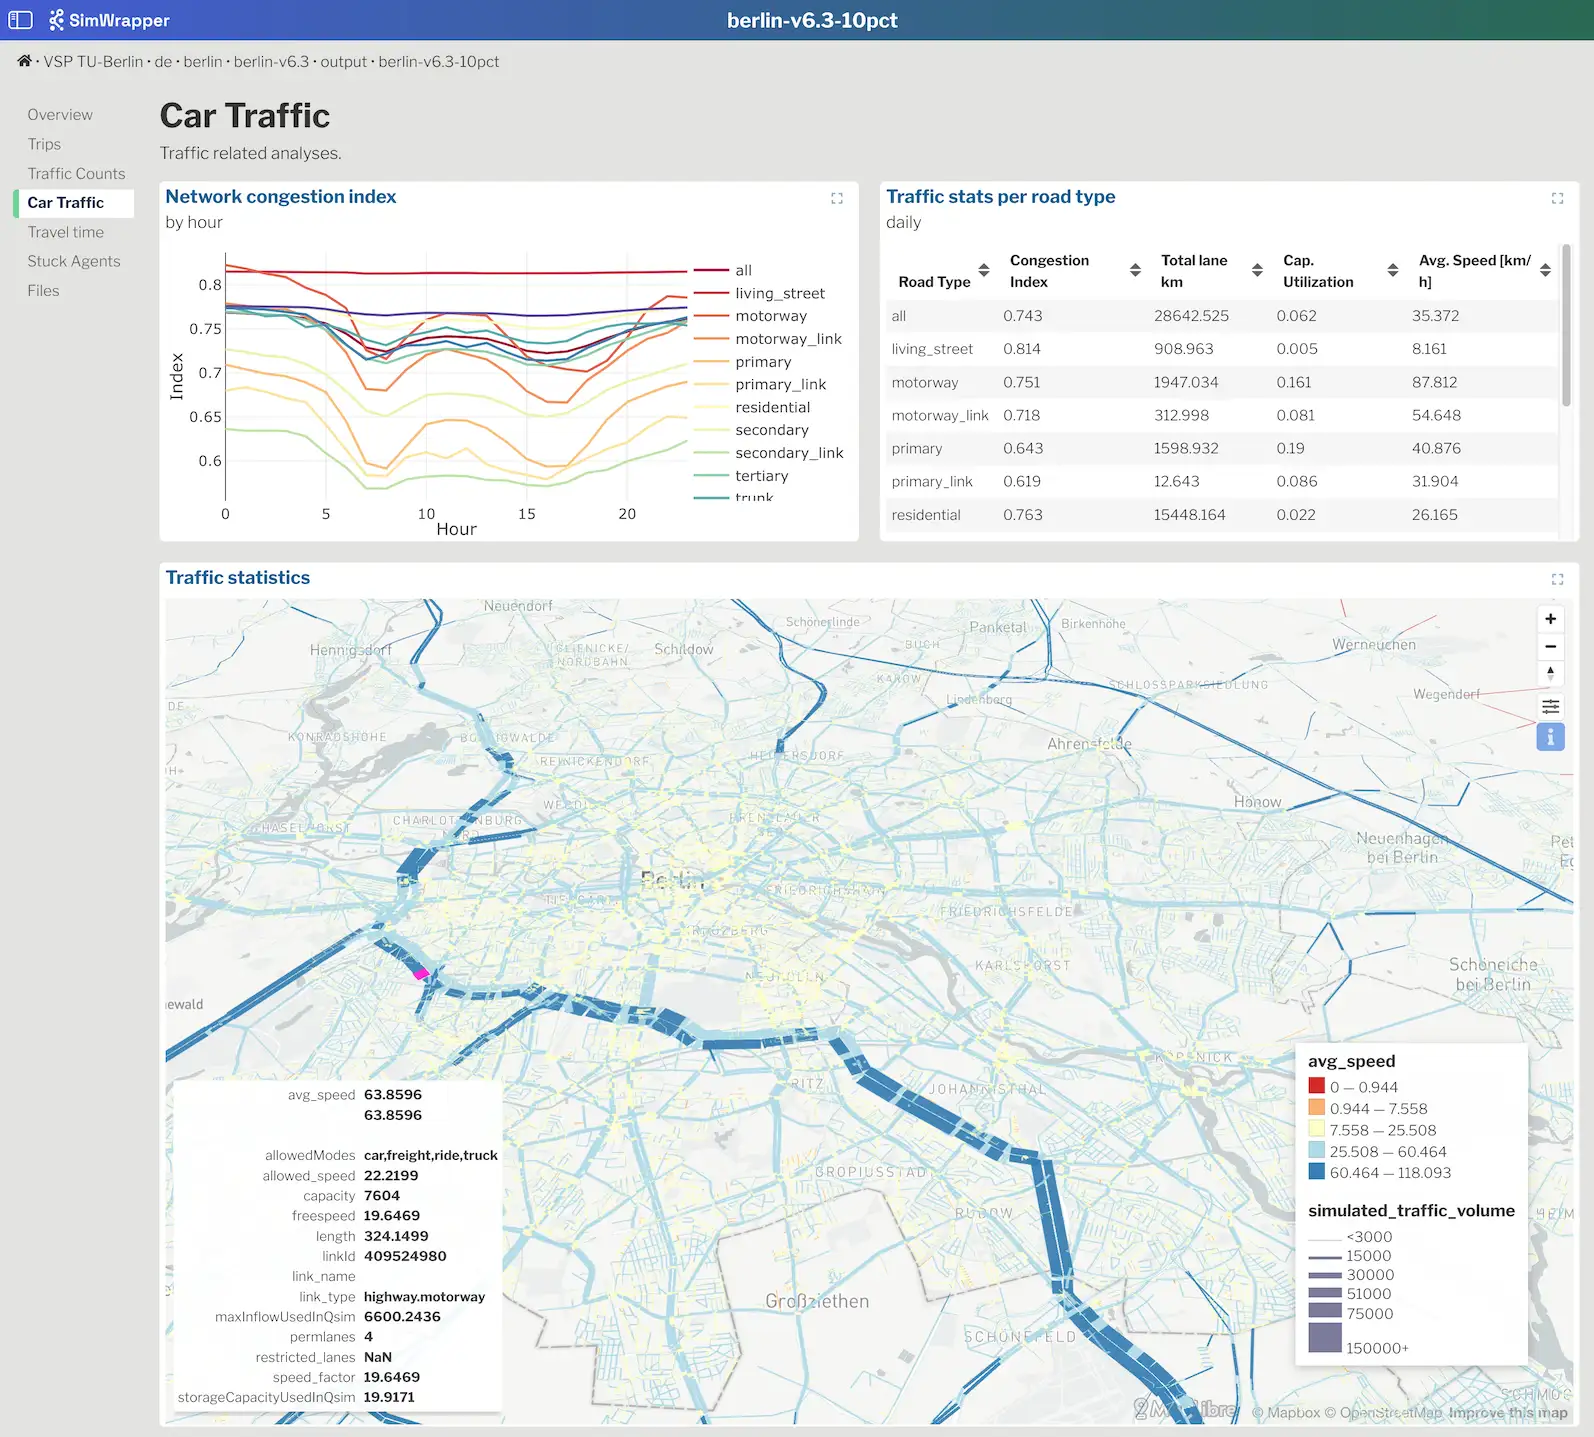 SimWrapper
berlin-v6.3-10pct
• VSP TU-Berlin • de • berlin • berlin-v6.3 • output • berlin-v6.3-10pct
Overview
Trips
Traffic Counts
Car Traffic
Travel time
Stuck Agents
Files
Car Traffic
Traffic related analyses.
Network congestion index
by hour
Index
0.8
0.75
0.7
0.65
0.6
0 5 10 15 20
Hour
all
living_street
motorway
motorway_link
primary
primary_link
residential
secondary
secondary_link
tertiary
trunk
Traffic stats per road type
daily
Road Type Congestion Index Total lane km Cap. Utilization Avg. Speed [km/h]
all 0.743 28642.525 0.062 35.372
living_street 0.814 908.963 0.005 8.161
motorway 0.751 1947.034 0.161 87.812
motorway_link 0.718 312.998 0.081 54.648
primary 0.643 1598.932 0.19 40.876
primary_link 0.619 12.643 0.086 31.904
residential 0.763 15448.164 0.022 26.165
Traffic statistics
Neuendorf
Schönerlinde
Panketal
Birkenhöhe
Hennigsdorf
GLIENICKE/
NORDBAHN
Schildow
BUCH
Werneuchen
KAROW
SCHLOSSPARKSIEDLUNG
Lindenberg
Wegendorf
KONRADSHÖHE
Ahrensfelde
REINICKENDORF
HEINERSDORF
Hönow
HASELHORST
CHARLOTTENBURG
NORD
Neuenhagen
bei Berlin
Berlin
FRIEDRICHSHAIN
FRIEDRICHSFELDE
KREUZBERG
KARLSHORST
NEUKÖLLN
Schöneiche
bei Berlin
ewald
KÖPENICK
RITZ
JOHANNISTHAL
GROPIUSSTADT
RUDOW
Großziethen
SCHÖNEFELD
avg_speed 63.8596
63.8596
allowedModes car,freight,ride,truck
allowed_speed 22.2199
capacity 7604
freespeed 19.6469
length 324.1499
linkId 409524980
link_name
link_type highway.motorway
maxInflowUsedInQsim 6600.2436
permlanes 4
restricted_lanes NaN
speed_factor 19.6469
storageCapacityUsedInQsim 19.9171
avg_speed
0 — 0.944
0.944 — 7.558
7.558 — 25.508
25.508 — 60.464
60.464 — 118.093
simulated_traffic_volume
<3000
15000
30000
51000
75000
150000+
© Mapbox © OpenStreetMap Improve this map